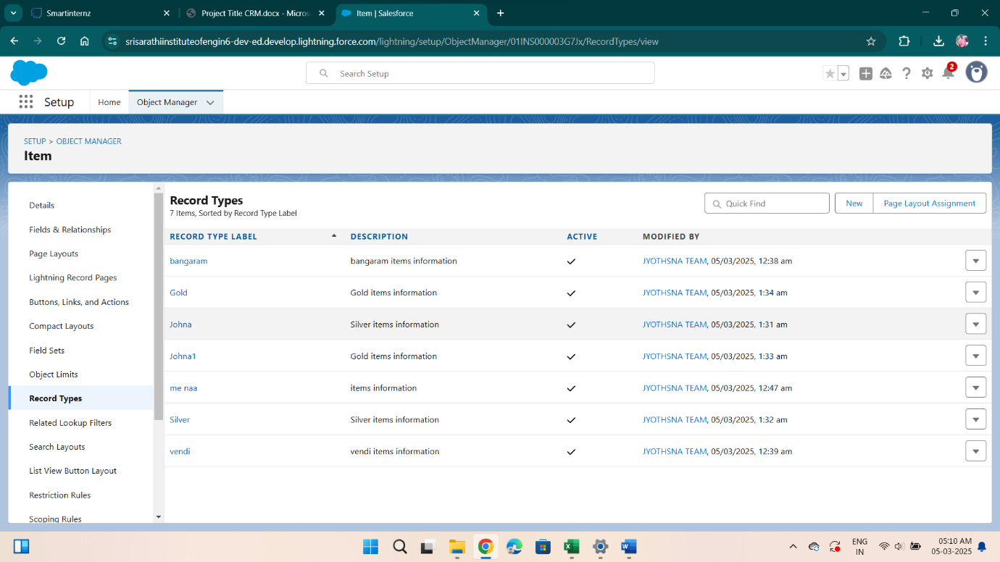 Smartinternz
Project Title CRM.docx - Micros
Item | Salesforce
srisarathiinstituteofengin6-dev-ed.develop.lightning.force.com/lightning/setup/ObjectManager/01INS000003G7Jx/RecordTypes/view
Search Setup
2
Setup
Home
Object Manager
SETUP > OBJECT MANAGER
Item
Details
Fields & Relationships
Page Layouts
Lightning Record Pages
Buttons, Links, and Actions
Compact Layouts
Field Sets
Object Limits
Record Types
Related Lookup Filters
Search Layouts
List View Button Layout
Restriction Rules
Scoping Rules
Record Types
7 Items, Sorted by Record Type Label
Quick Find
New
Page Layout Assignment
RECORD TYPE LABEL DESCRIPTION ACTIVE MODIFIED BY
bangaram bangaram items information JYOTHSNA TEAM, 05/03/2025, 12:38 am
Gold Gold items information JYOTHSNA TEAM, 05/03/2025, 1:34 am
Johna Silver items information JYOTHSNA TEAM, 05/03/2025, 1:31 am
Johna1 Gold items information JYOTHSNA TEAM, 05/03/2025, 1:33 am
me naa items information JYOTHSNA TEAM, 05/03/2025, 12:47 am
Silver Silver items information JYOTHSNA TEAM, 05/03/2025, 1:32 am
vendi vendi items information JYOTHSNA TEAM, 05/03/2025, 12:39 am
ENG
IN
05:10 AM
05-03-2025